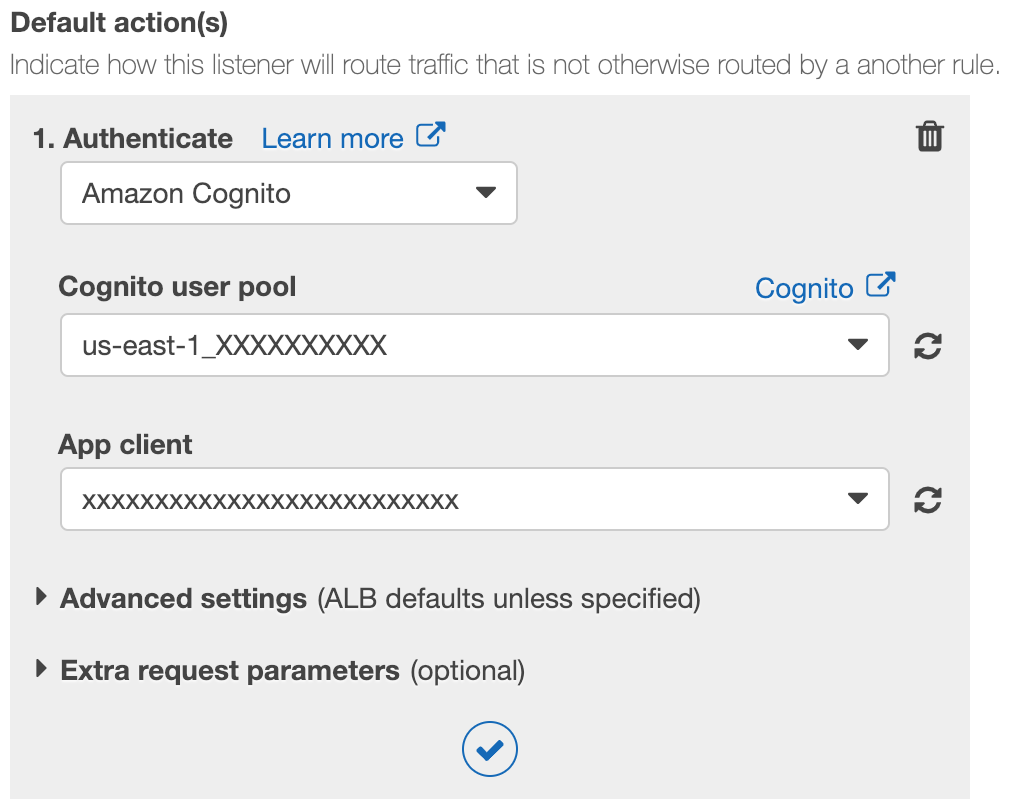 Default action(s)
Indicate how this listener will route traffic that is not otherwise routed by a another rule.
1. Authenticate Learn more
Amazon Cognito
Cognito user pool Cognito
us-east-1_XXXXXXXXXX
App client
xxxxxxxxxxxxxxxxxxxxxxxxxx
Advanced settings (ALB defaults unless specified)
Extra request parameters (optional)